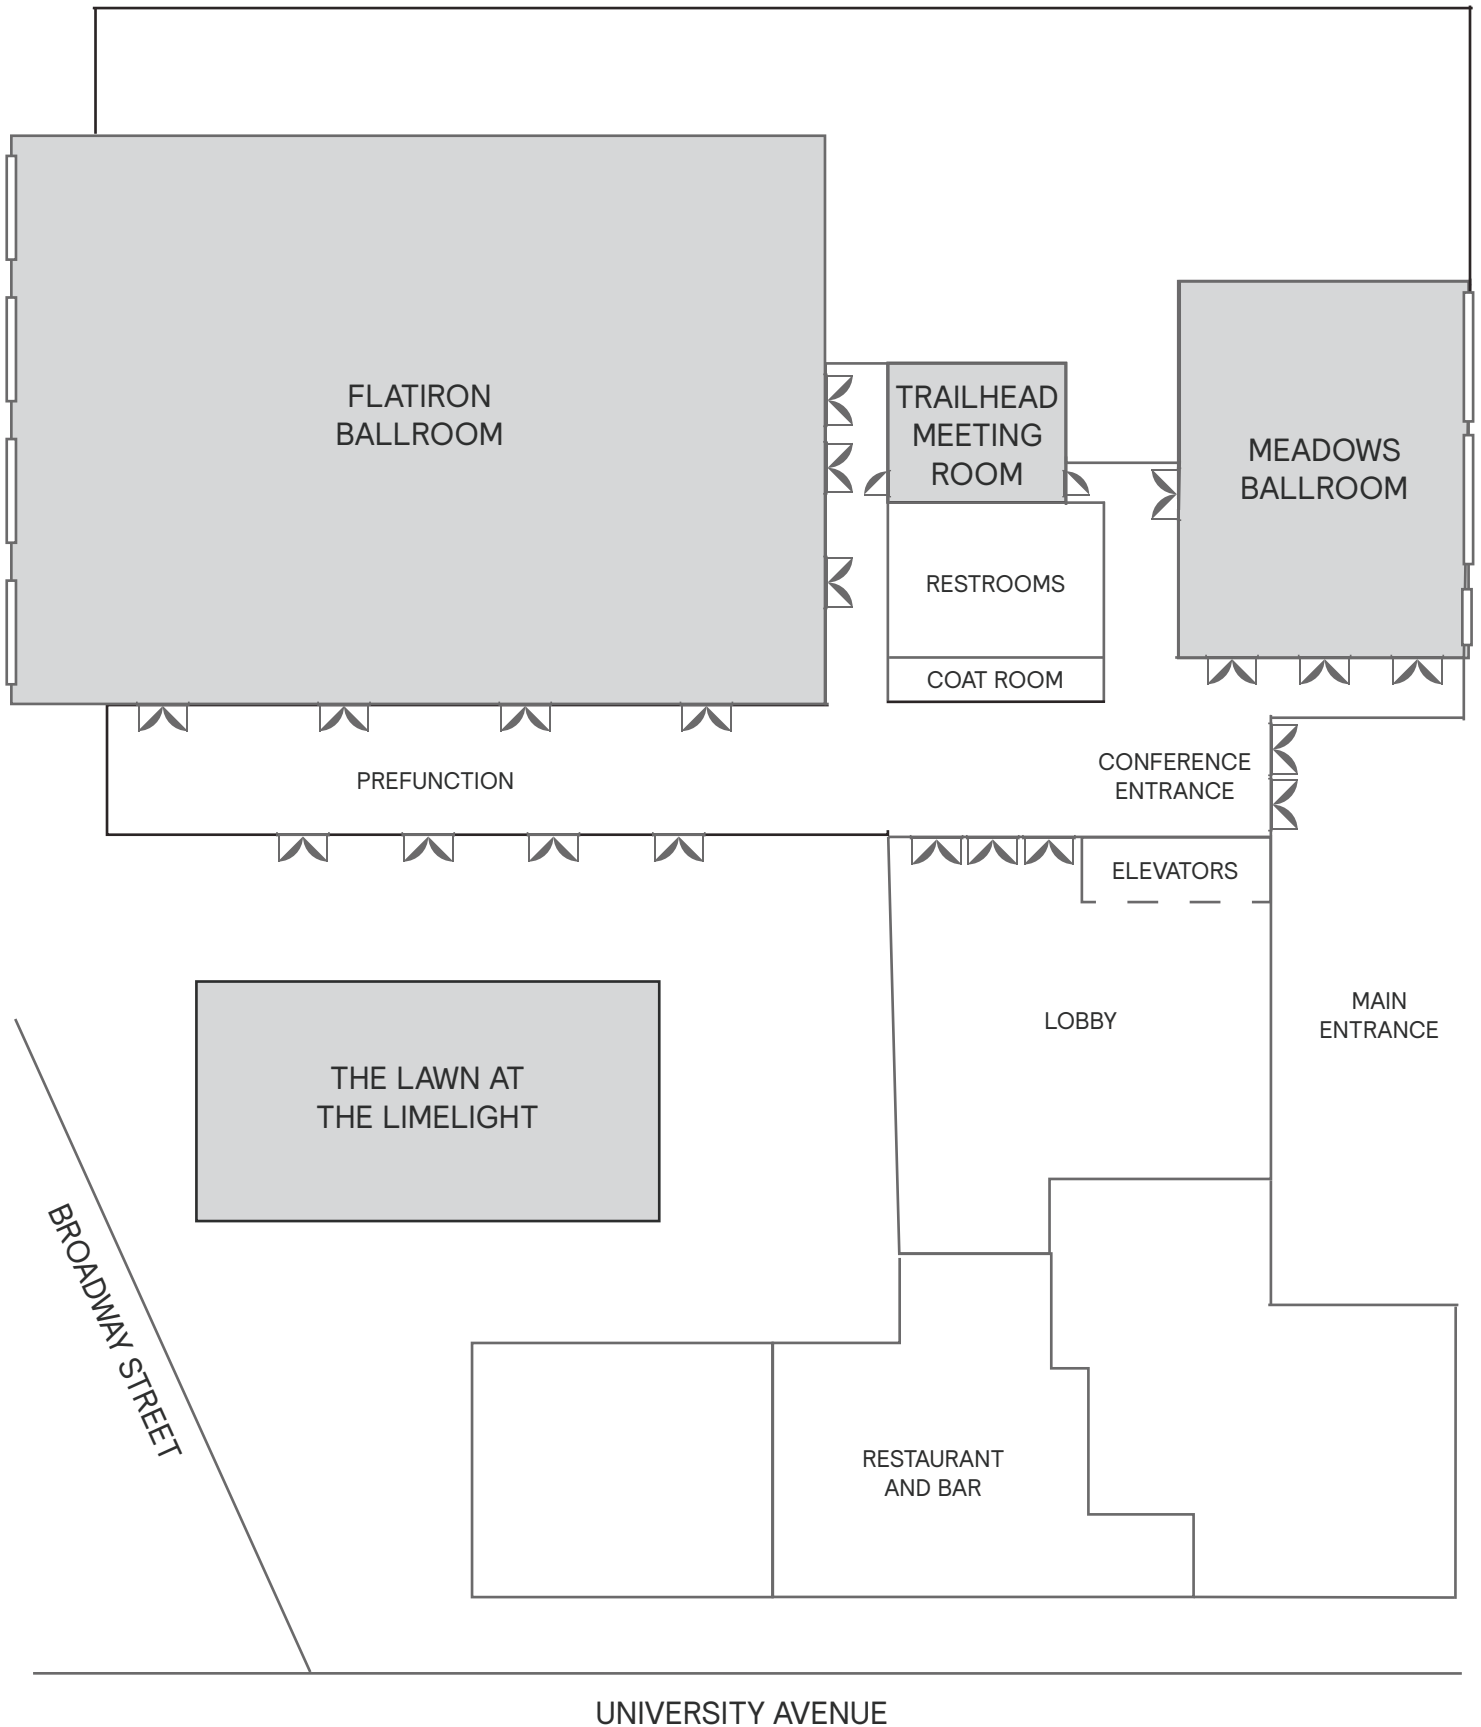 FLATIRON
BALLROOM
TRAILHEAD
MEETING
ROOM
MEADOWS
BALLROOM
RESTROOMS
COAT ROOM
PREFUNCTION
CONFERENCE
ENTRANCE
ELEVATORS
LOBBY
MAIN
ENTRANCE
THE LAWN AT
THE LIMELIGHT
BROADWAY STREET
RESTAURANT
AND BAR
UNIVERSITY AVENUE